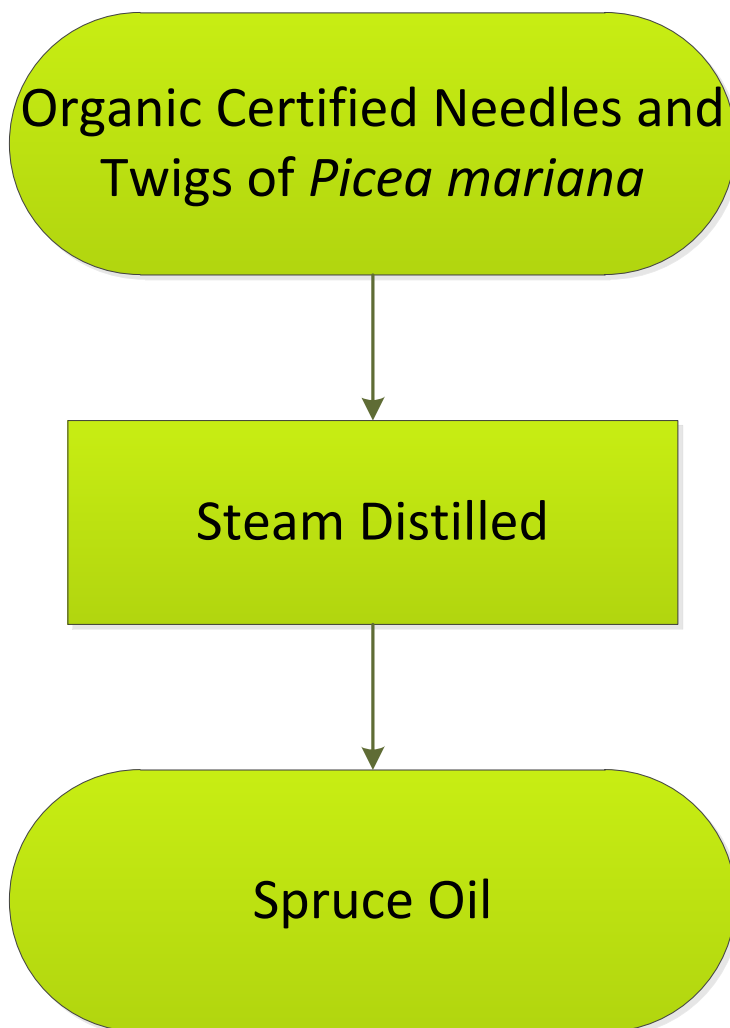 Organic Certified Needles and
Twigs of Picea mariana
Steam Distilled
Spruce Oil